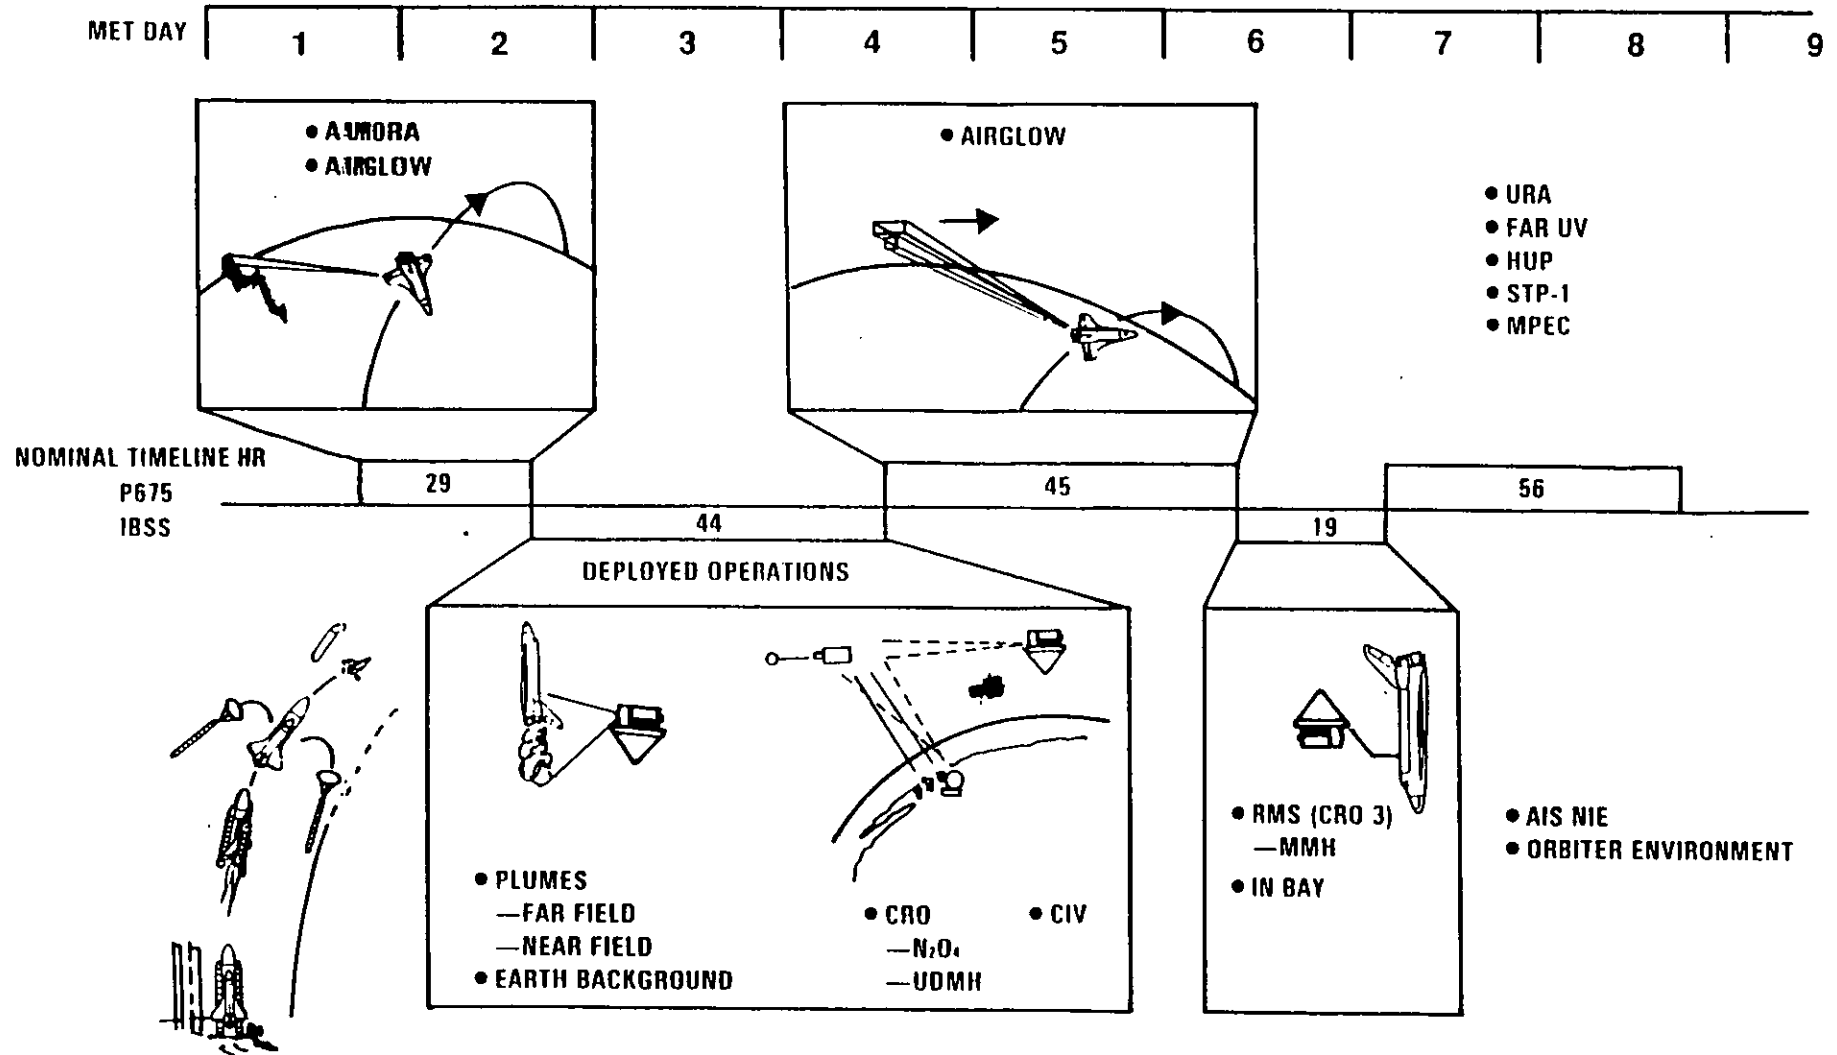 MET DAY 1 2 3 4 5 6 7 8 9
• AURORA
• AIRGLOW
• AIRGLOW
• URA
• FAR UV
• HUP
• STP-1
• MPEC
NOMINAL TIMELINE HR
P675
IBSS
29
45
56
44
19
DEPLOYED OPERATIONS
• PLUMES
—FAR FIELD
—NEAR FIELD
• EARTH BACKGROUND
• CRO
—N₂O₄
—UDMH
• CIV
• RMS (CRO 3)
—MMH
• IN BAY
• AIS NIE
• ORBITER ENVIRONMENT